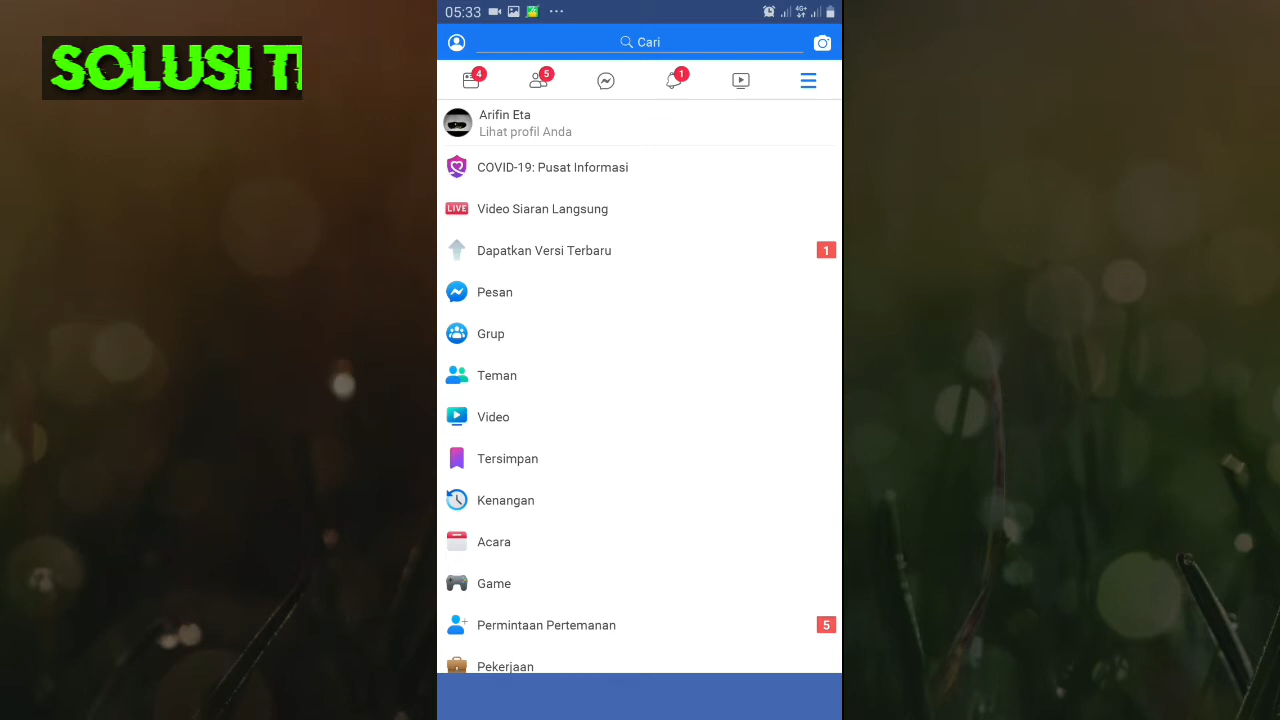 SOLUSI
05:33
4G+
Cari
4
5
1
Arifin Eta
Lihat profil Anda
COVID-19: Pusat Informasi
LIVE
Video Siaran Langsung
Dapatkan Versi Terbaru
1
Pesan
Grup
Teman
Video
Tersimpan
Kenangan
Acara
Game
Permintaan Pertemanan
5
Pekerjaan